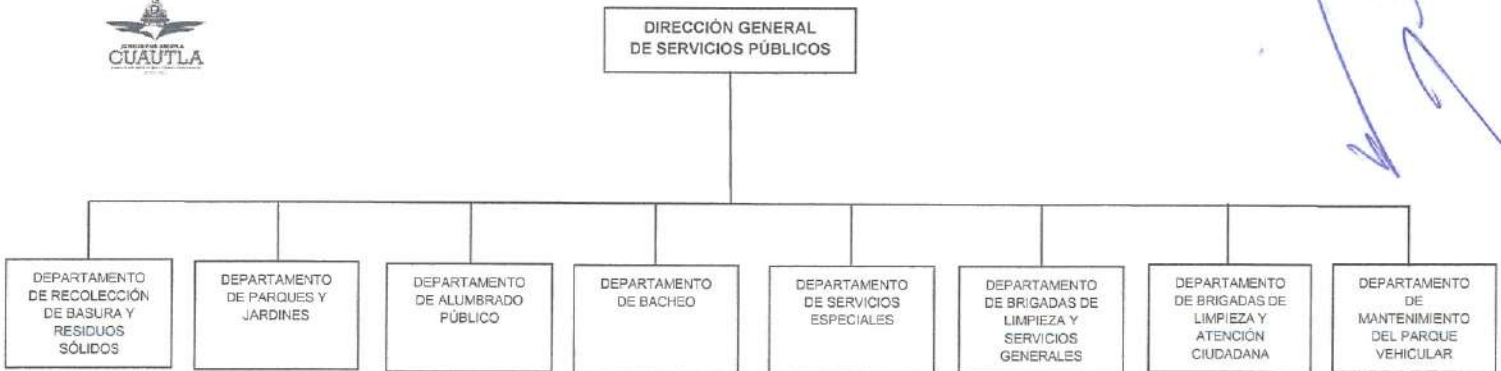 CUAUTLA
DIRECCIÓN GENERAL
DE SERVICIOS PÚBLICOS
DEPARTAMENTO
DE RECOLECCIÓN
DE BASURA Y
RESIDUOS
SÓLIDOS
DEPARTAMENTO
DE PARQUES Y
JARDINES
DEPARTAMENTO
DE ALUMBRADO
PÚBLICO
DEPARTAMENTO
DE BACHEO
DEPARTAMENTO
DE SERVICIOS
ESPECIALES
DEPARTAMENTO
DE BRIGADAS DE
LIMPIEZA Y
SERVICIOS
GENERALES
DEPARTAMENTO
DE BRIGADAS DE
LIMPIEZA Y
ATENCIÓN
CIUDADANA
DEPARTAMENTO
DE
MANTENIMIENTO
DEL PARQUE
VEHICULAR